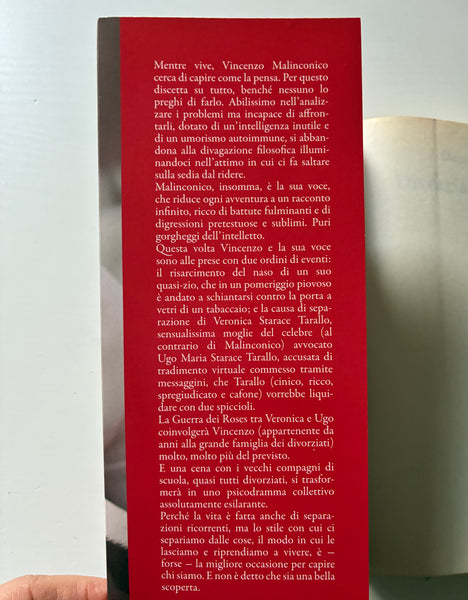 Mentre vive, Vincenzo Malinconico
cerca di capire come la pensa. Per questo
discetta su tutto, benché nessuno lo
preghi di farlo. Abilissimo nell'analiz-
zare i problemi ma incapace di affron-
tarli, dotato di un'intelligenza inutile e
di un umorismo autoimmune, si abban-
dona alla divagazione filosofica illumi-
nandoci nell'attimo in cui ci fa saltare
sulla sedia dal ridere.
Malinconico, insomma, è la sua voce,
che riduce ogni avventura a un racconto
infinito, ricco di battute fulminanti e di
digressioni pretestuose e sublimi. Puri
gorgheggi dell'intelletto.
Questa volta Vincenzo e la sua voce
sono alle prese con due ordini di eventi:
il risarcimento del naso di un suo
quasi-zio, che in un pomeriggio piovoso
è andato a schiantarsi contro la porta a
vetri di un tabaccaio; e la causa di sepa-
razione di Veronica Starace Tarallo,
sensualissima moglie del celebre (al
contrario di Malinconico) avvocato
Ugo Maria Starace Tarallo, accusata di
tradimento virtuale commesso tramite
messaggini, che Tarallo (cinico, ricco,
spregiudicato e cafone) vorrebbe liqui-
dare con due spiccioli.
La Guerra dei Roses tra Veronica e Ugo
coinvolgerà Vincenzo (appartenente da
anni alla grande famiglia dei divorziati)
molto, molto più del previsto.
E una cena con i vecchi compagni di
scuola, quasi tutti divorziati, si trasfor-
merà in uno psicodramma collettivo
assolutamente esilarante.
Perché la vita è fatta anche di separa-
zioni ricorrenti, ma lo stile con cui ci
separiamo dalle cose, il modo in cui le
lasciamo e riprendiamo a vivere, è –
forse – la migliore occasione per capire
chi siamo. E non è detto che sia una bella
scoperta.